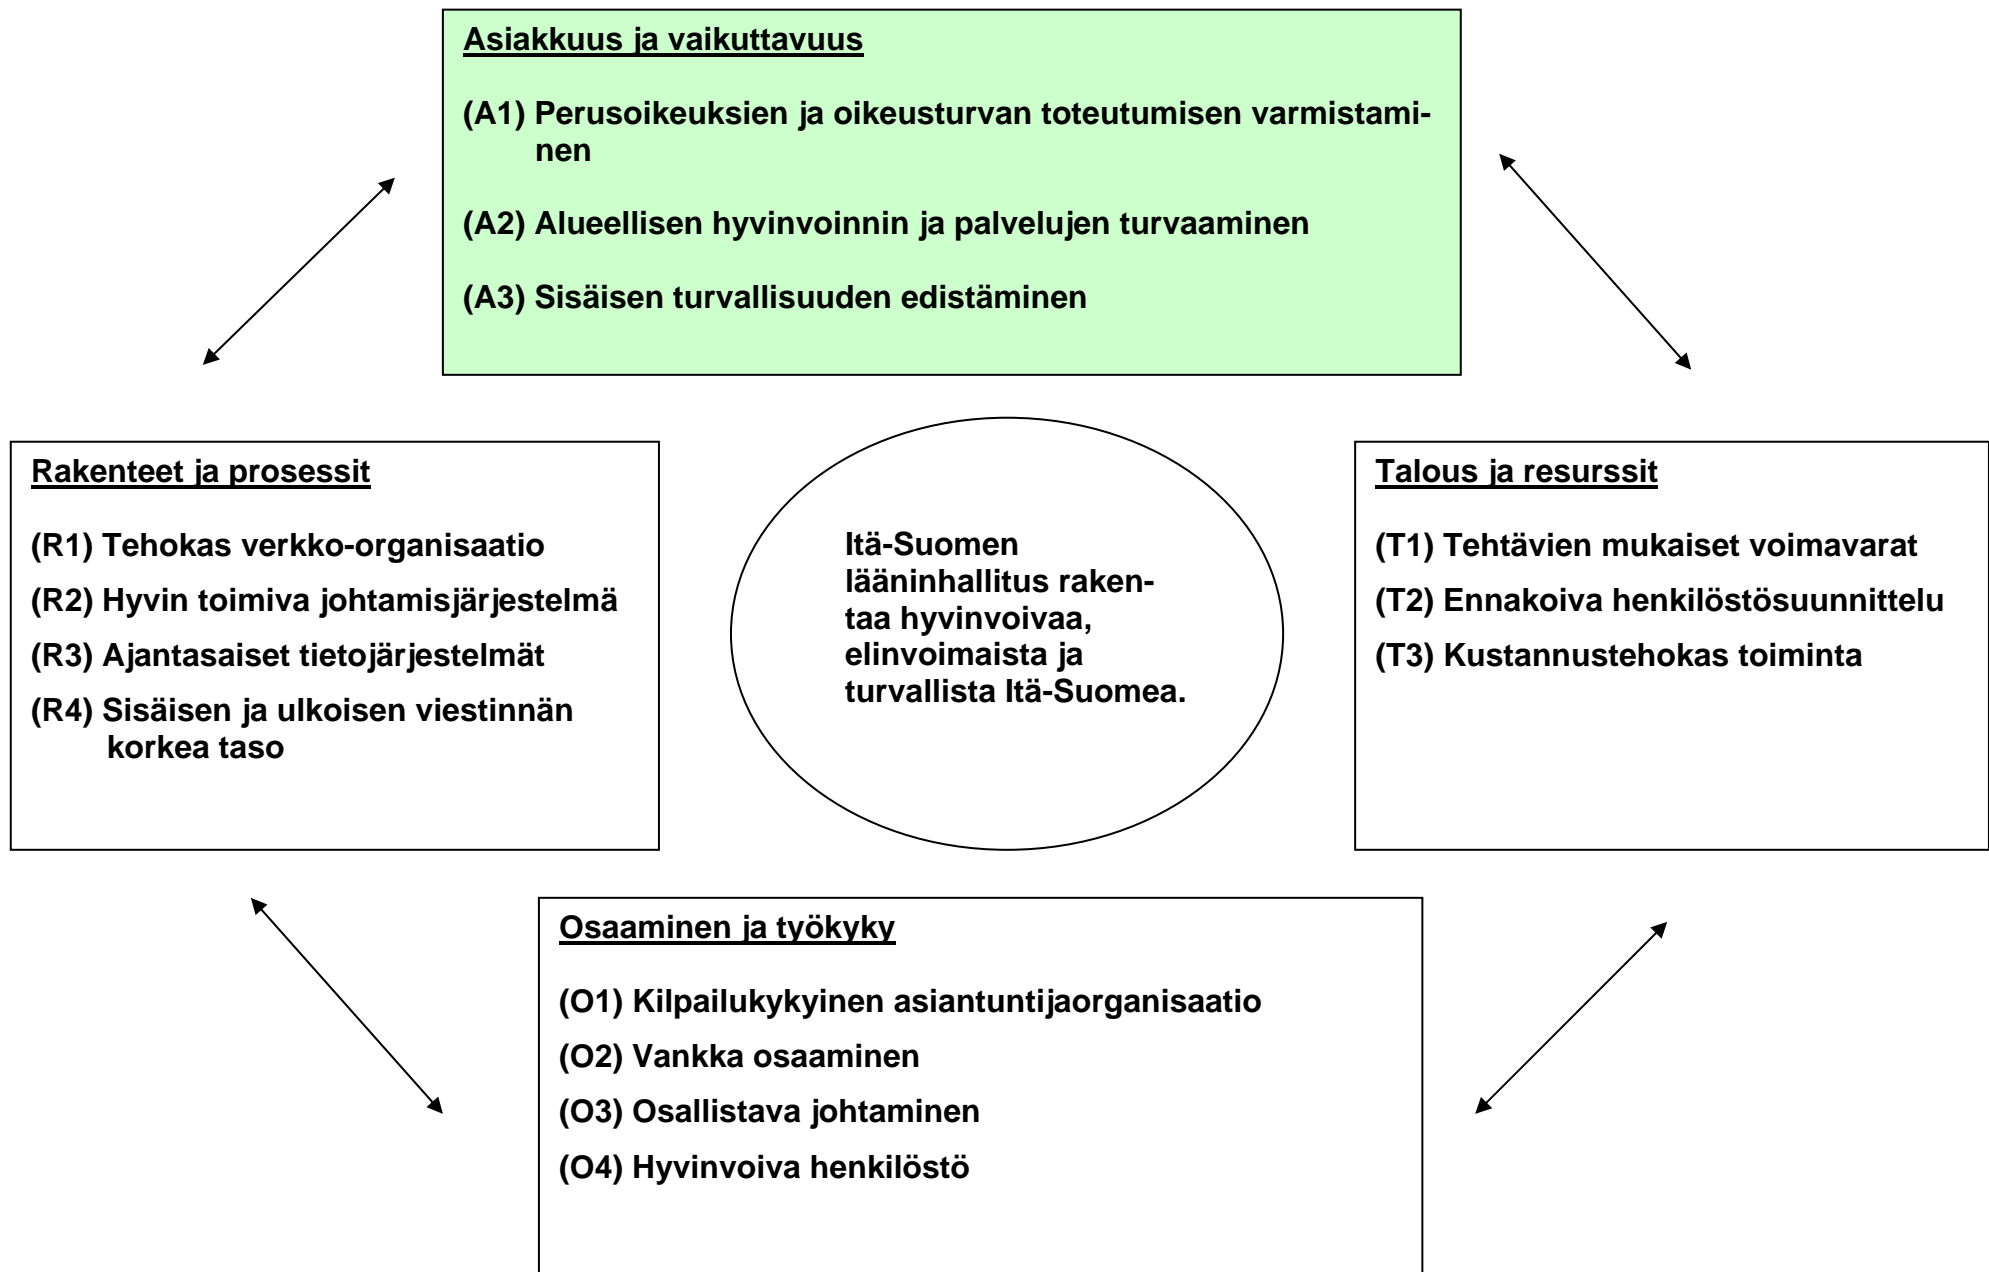 Asiakkuus ja vaikuttavuus
(A1) Perusoikeuksien ja oikeusturvan toteutumisen varmistami-
nen
(A2) Alueellisen hyvinvoinnin ja palvelujen turvaaminen
(A3) Sisäisen turvallisuuden edistäminen
Rakenteet ja prosessit
(R1) Tehokas verkko-organisaatio
(R2) Hyvin toimiva johtamisjärjestelmä
(R3) Ajantasaiset tietojärjestelmät
(R4) Sisäisen ja ulkoisen viestinnän
korkea taso
Itä-Suomen
lääninhallitus raken-
taa hyvinvoivaa,
elinvoimaista ja
turvallista Itä-Suomea.
Talous ja resurssit
(T1) Tehtävien mukaiset voimavarat
(T2) Ennakoiva henkilöstösuunnittelu
(T3) Kustannustehokas toiminta
Osaaminen ja työkyky
(O1) Kilpailukykyinen asiantuntijaorganisaatio
(O2) Vankka osaaminen
(O3) Osallistava johtaminen
(O4) Hyvinvoiva henkilöstö